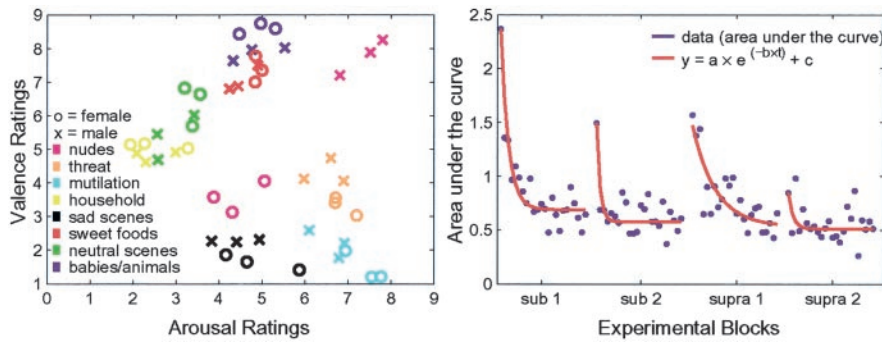 9
8
7
6
5
4
3
2
1
0 1 2 3 4 5 6 7 8 9
Valence Ratings
Arousal Ratings
o = female
x = male
nudes
threat
mutilation
household
sad scenes
sweet foods
neutral scenes
babies/animals
2.5
2
1.5
1
0.5
0
Area under the curve
data (area under the curve)
y = a × e (–bxt) + c
sub 1 sub 2 supra 1 supra 2
Experimental Blocks